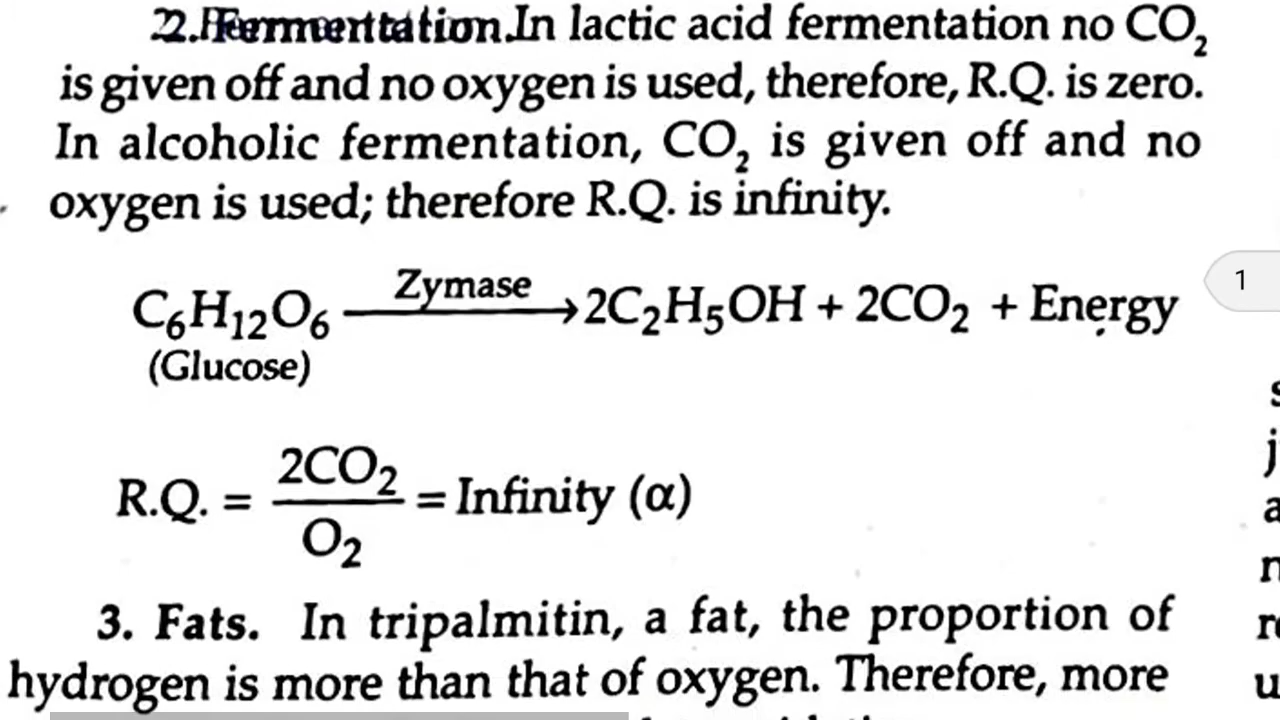 2. Fermentation. In lactic acid fermentation no CO₂
is given off and no oxygen is used, therefore, R.Q. is zero.
In alcoholic fermentation, CO₂ is given off and no
oxygen is used; therefore R.Q. is infinity.
Zymase
C₆H₁₂O₆ ⟶ 2C₂H₅OH + 2CO₂ + Energy
(Glucose)
R.Q. = 2CO₂ / O₂ = Infinity (α)
3. Fats. In tripalmitin, a fat, the proportion of
hydrogen is more than that of oxygen. Therefore, more
1